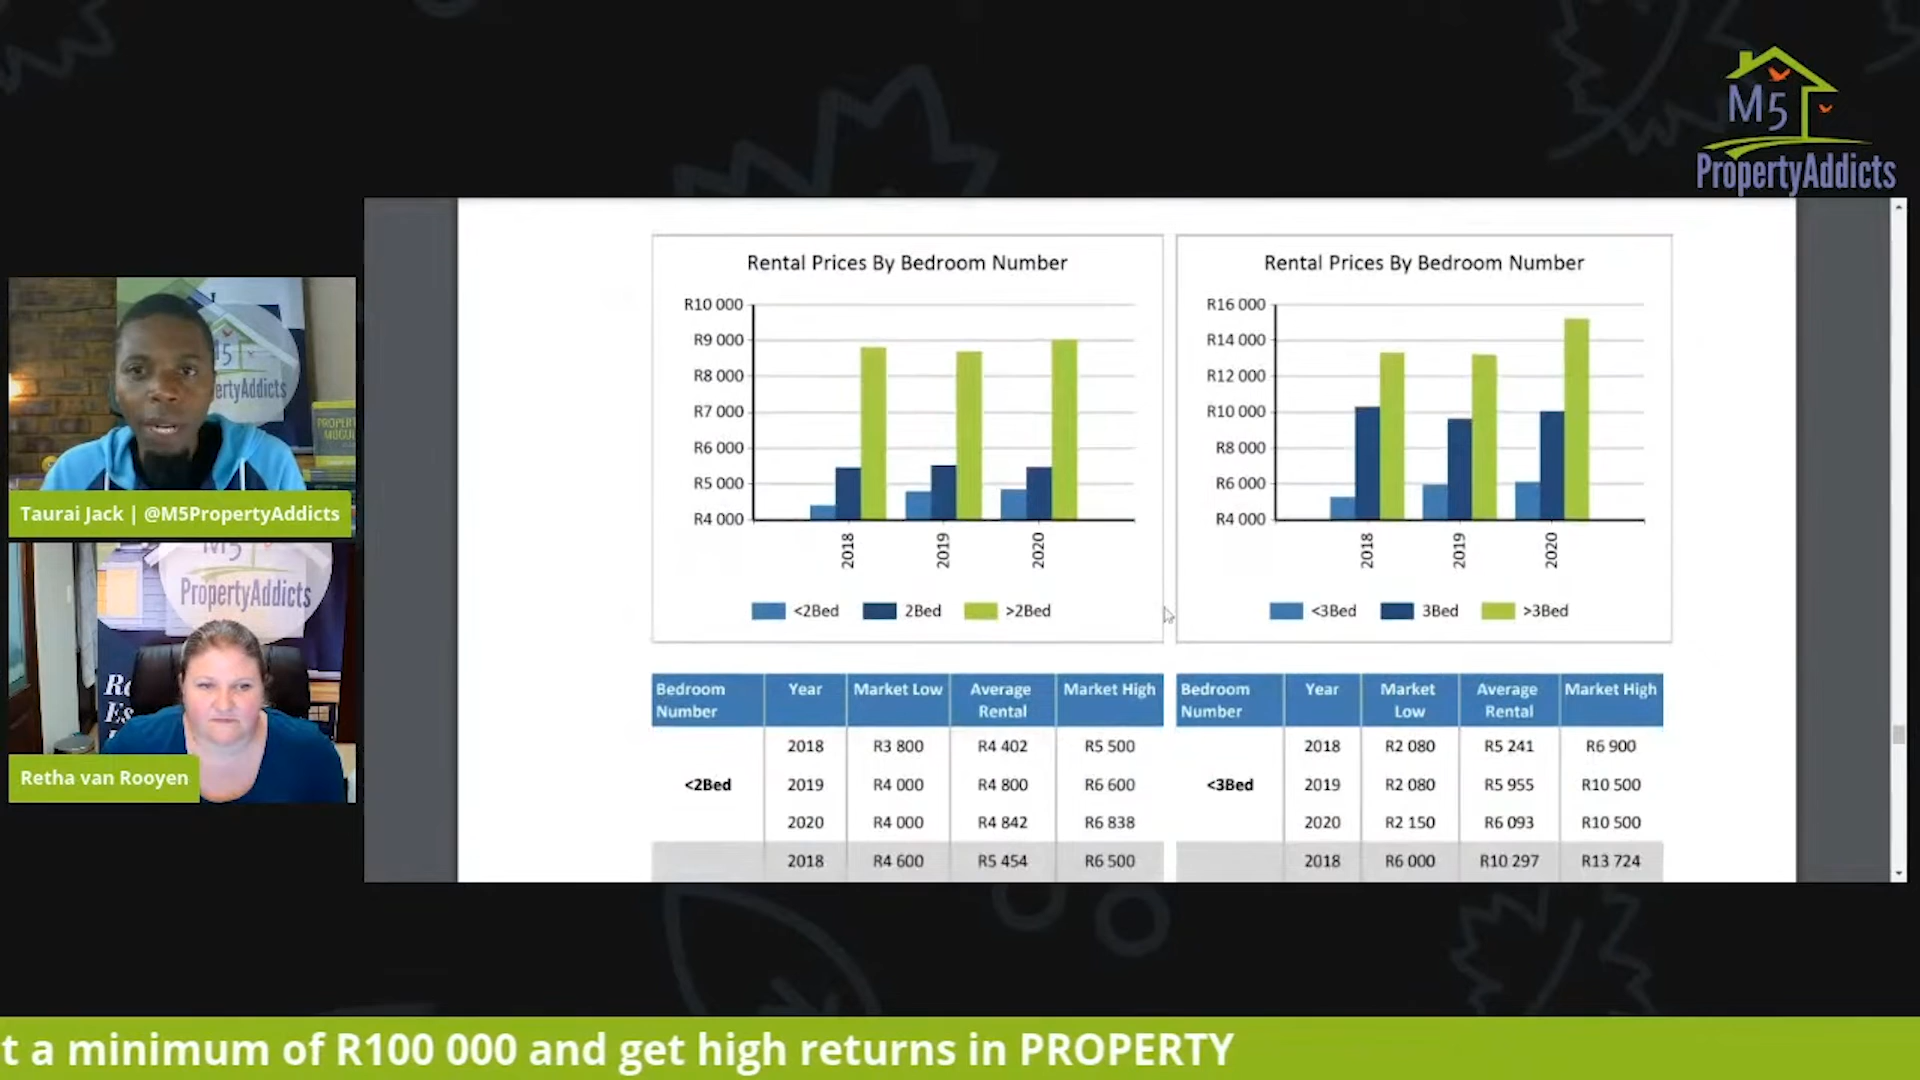 M5
PropertyAddicts
Rental Prices By Bedroom Number
R10 000
R9 000
R8 000
R7 000
R6 000
R5 000
R4 000
2018
2019
2020
<2Bed
2Bed
>2Bed
Rental Prices By Bedroom Number
R16 000
R14 000
R12 000
R10 000
R8 000
R6 000
R4 000
2018
2019
2020
<3Bed
3Bed
>3Bed
Bedroom Number Year Market Low Average Rental Market High
2018 R3 800 R4 402 R5 500
<2Bed 2019 R4 000 R4 800 R6 600
2020 R4 000 R4 842 R6 838
2018 R4 600 R5 454 R6 500
Bedroom Number Year Market Low Average Rental Market High
2018 R2 080 R5 241 R6 900
<3Bed 2019 R2 080 R5 955 R10 500
2020 R2 150 R6 093 R10 500
2018 R6 000 R10 297 R13 724
Taurai Jack | @M5PropertyAddicts
M5
PropertyAddicts
Retha van Rooyen
t a minimum of R100 000 and get high returns in PROPERTY